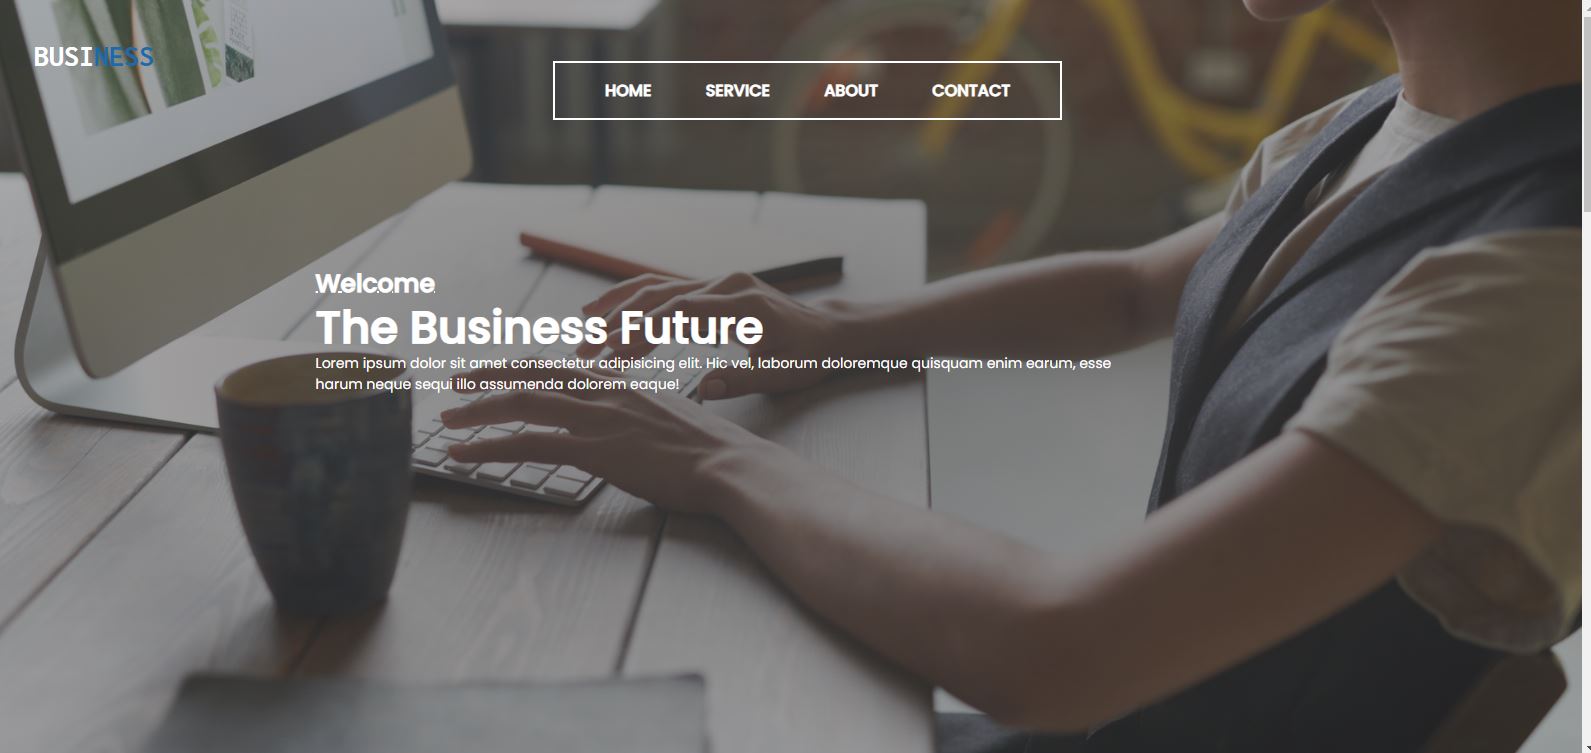 BUSINESS
HOME SERVICE ABOUT CONTACT
Welcome
The Business Future
Lorem ipsum dolor sit amet consectetur adipisicing elit. Hic vel, laborum doloremque quisquam enim earum, esse
harum neque sequi illo assumenda dolorem eaque!